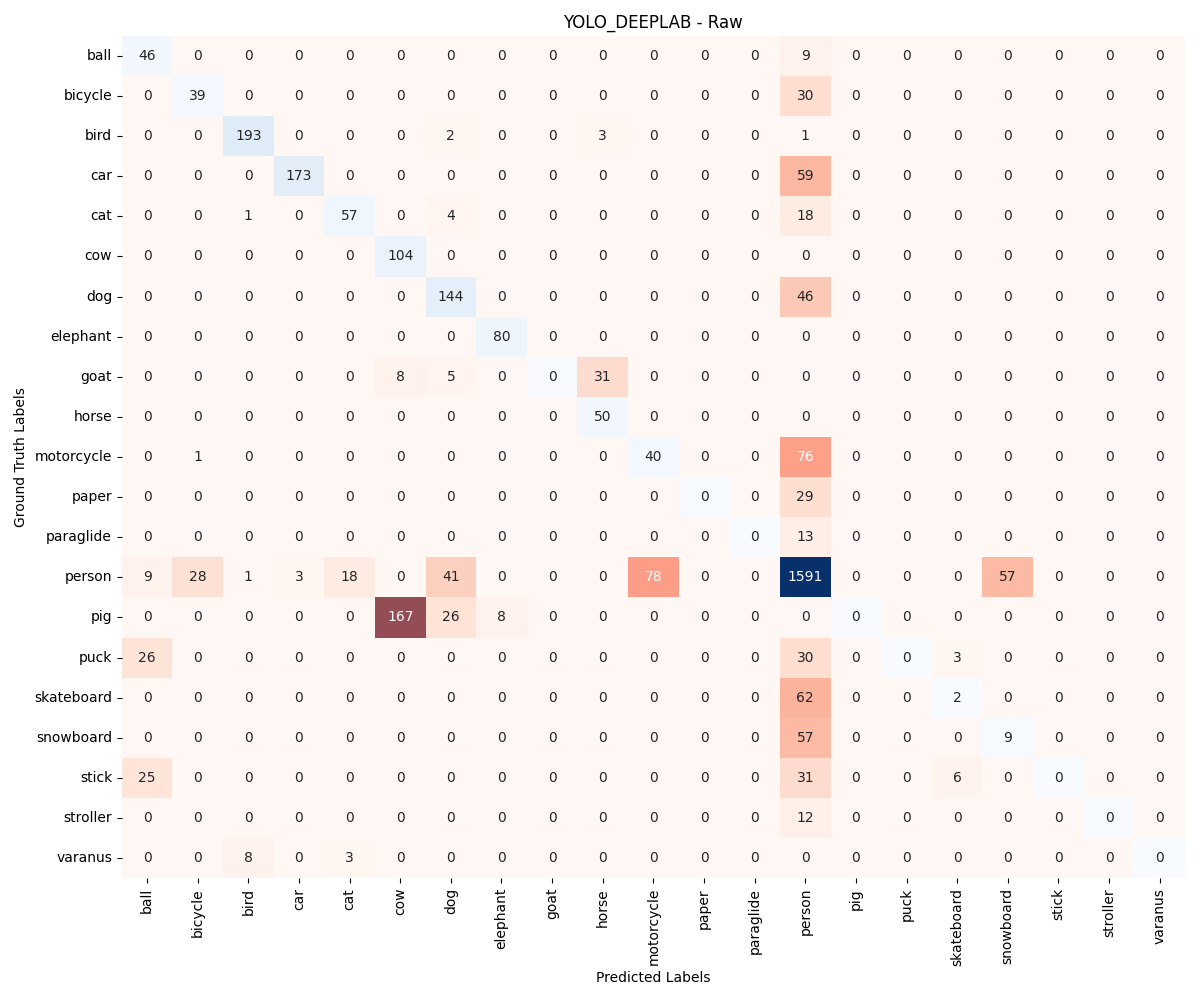 YOLO_DEEPLAB - Raw
Ground Truth Labels
ball 46 0 0 0 0 0 0 0 0 0 0 0 0 9 0 0 0 0 0 0 0
bicycle 0 39 0 0 0 0 0 0 0 0 0 0 0 30 0 0 0 0 0 0 0
bird 0 0 193 0 0 0 2 0 0 3 0 0 0 1 0 0 0 0 0 0 0
car 0 0 0 173 0 0 0 0 0 0 0 0 0 59 0 0 0 0 0 0 0
cat 0 0 1 0 57 0 4 0 0 0 0 0 0 18 0 0 0 0 0 0 0
cow 0 0 0 0 0 104 0 0 0 0 0 0 0 0 0 0 0 0 0 0 0
dog 0 0 0 0 0 0 144 0 0 0 0 0 0 46 0 0 0 0 0 0 0
elephant 0 0 0 0 0 0 0 80 0 0 0 0 0 0 0 0 0 0 0 0 0
goat 0 0 0 0 0 8 5 0 0 31 0 0 0 0 0 0 0 0 0 0 0
horse 0 0 0 0 0 0 0 0 0 50 0 0 0 0 0 0 0 0 0 0 0
motorcycle 0 1 0 0 0 0 0 0 0 0 40 0 0 76 0 0 0 0 0 0 0
paper 0 0 0 0 0 0 0 0 0 0 0 0 0 29 0 0 0 0 0 0 0
paraglide 0 0 0 0 0 0 0 0 0 0 0 0 0 13 0 0 0 0 0 0 0
person 9 28 1 3 18 0 41 0 0 0 78 0 0 1591 0 0 0 57 0 0 0
pig 0 0 0 0 0 167 26 8 0 0 0 0 0 0 0 0 0 0 0 0 0
puck 26 0 0 0 0 0 0 0 0 0 0 0 0 30 0 0 3 0 0 0 0
skateboard 0 0 0 0 0 0 0 0 0 0 0 0 0 62 0 0 2 0 0 0 0
snowboard 0 0 0 0 0 0 0 0 0 0 0 0 0 57 0 0 0 9 0 0 0
stick 25 0 0 0 0 0 0 0 0 0 0 0 0 31 0 0 6 0 0 0 0
stroller 0 0 0 0 0 0 0 0 0 0 0 0 0 12 0 0 0 0 0 0 0
varanus 0 0 8 0 3 0 0 0 0 0 0 0 0 0 0 0 0 0 0 0 0
ball bicycle bird car cat cow dog elephant goat horse motorcycle paper paraglide person pig puck skateboard snowboard stick stroller varanus
Predicted Labels